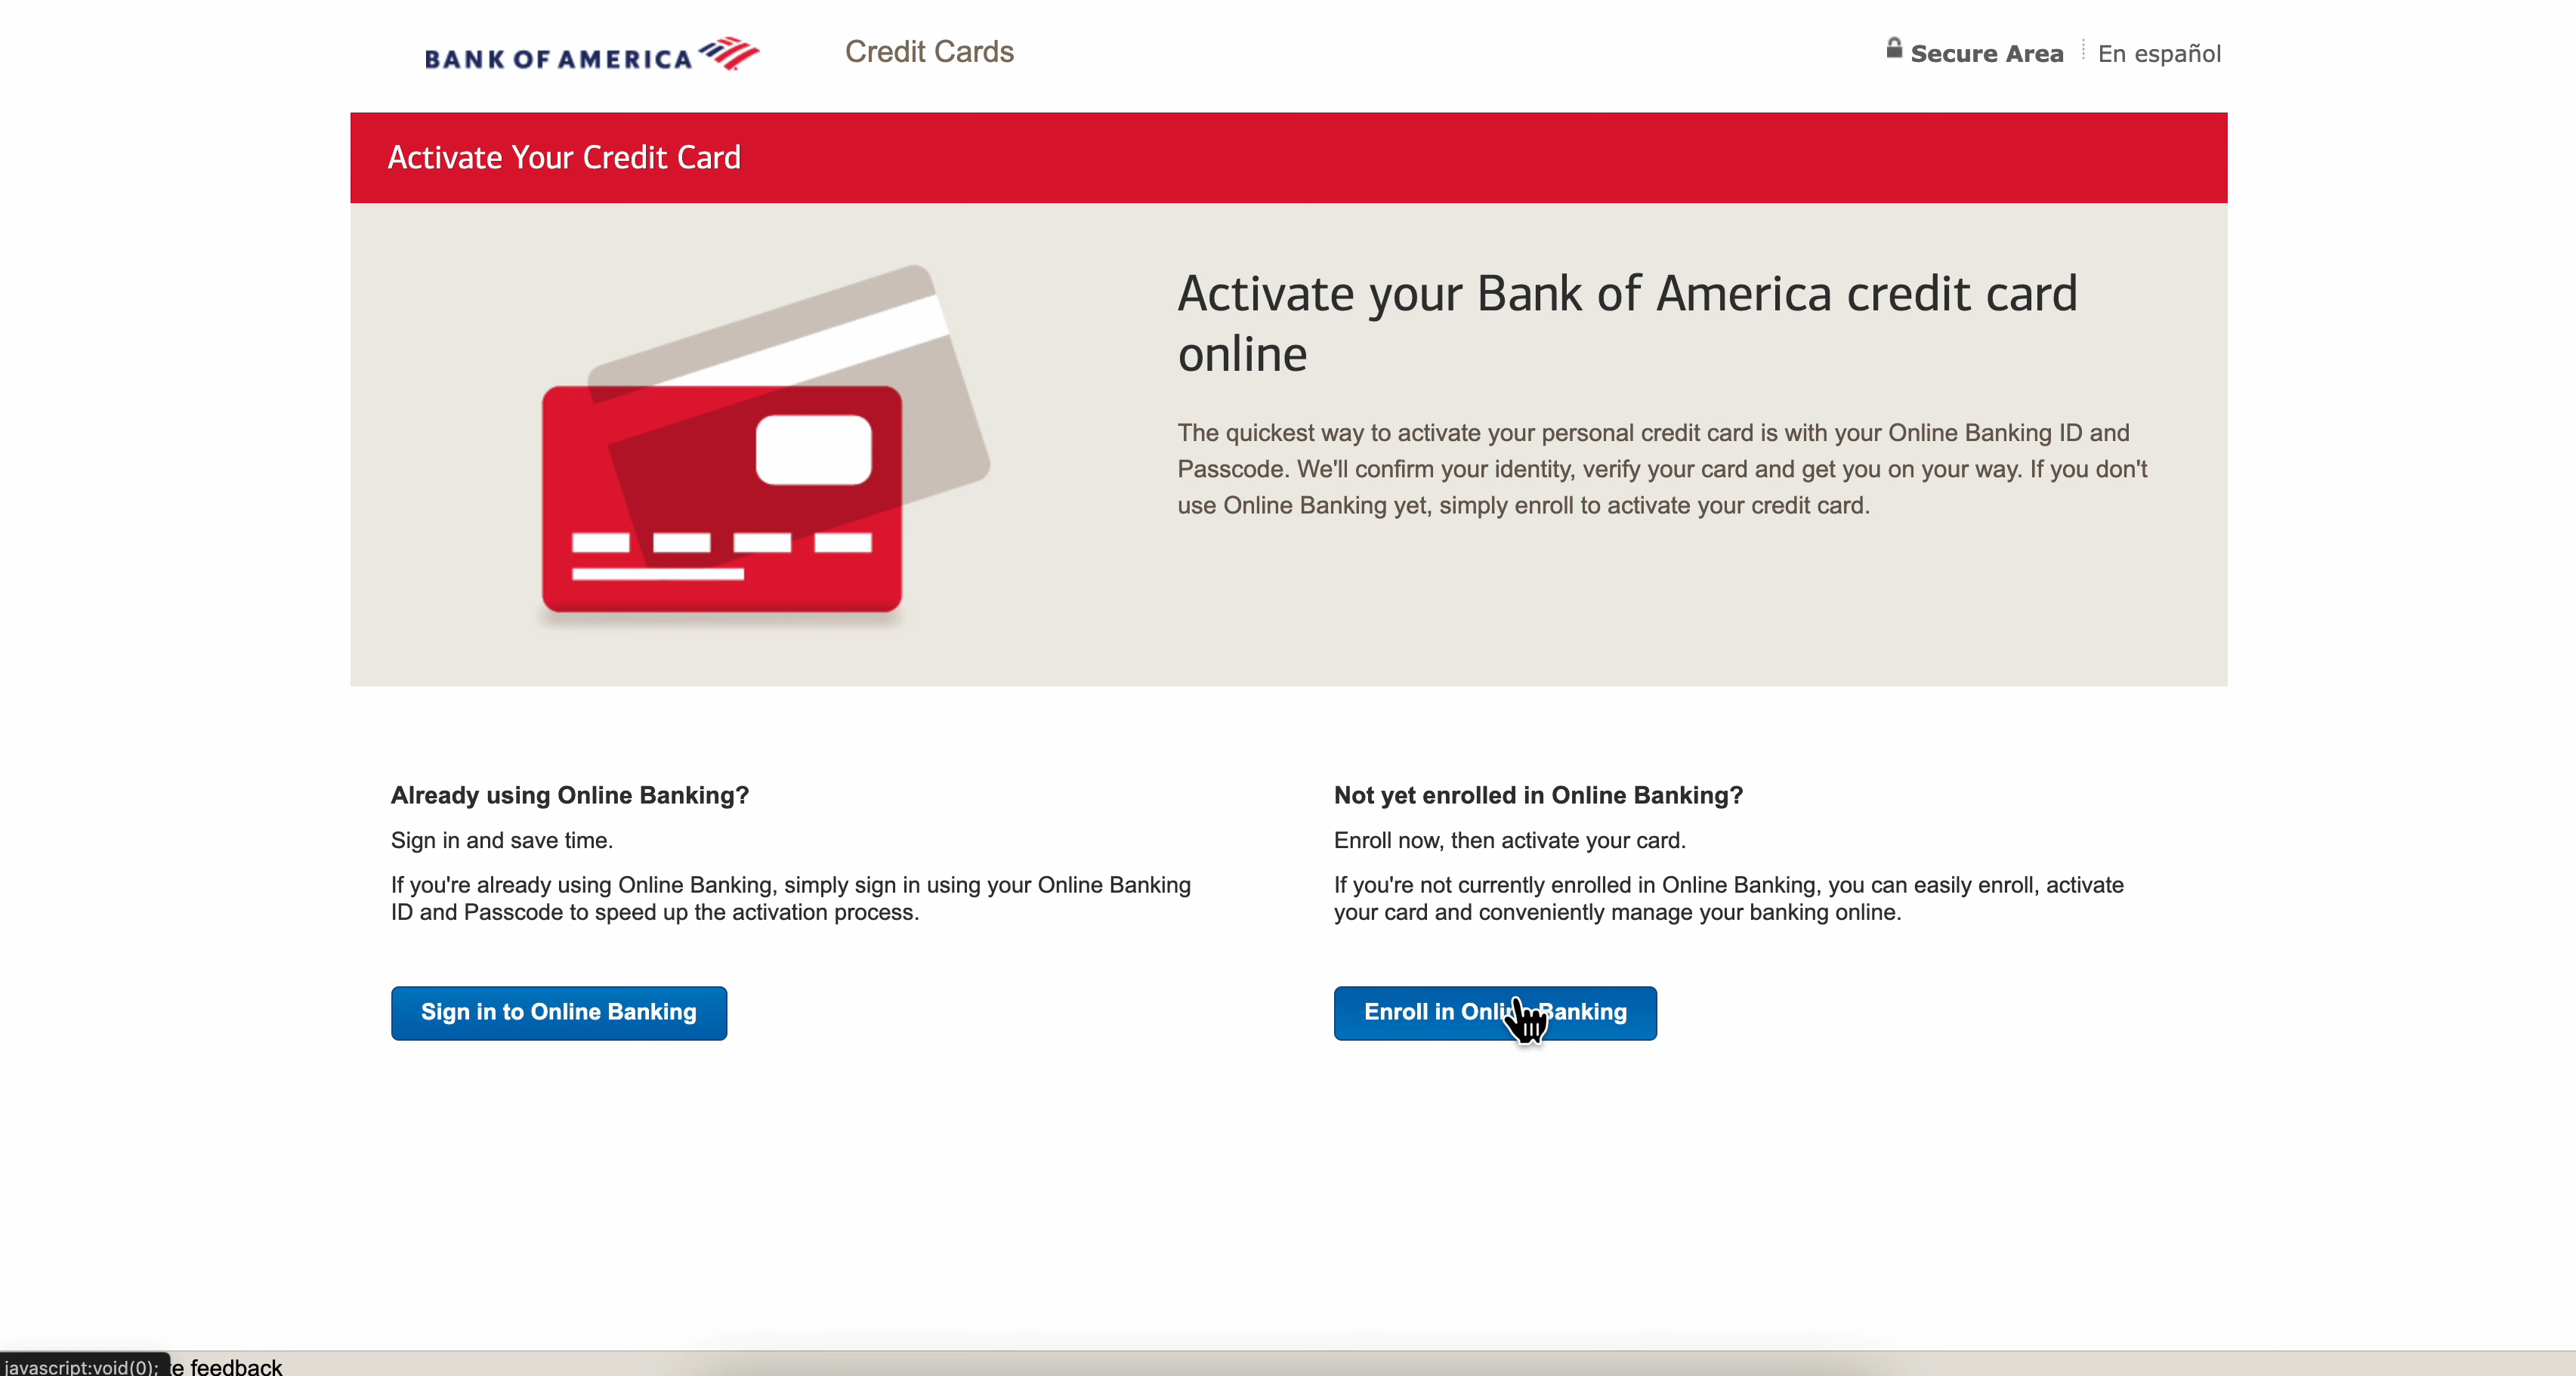 BANK OF AMERICA
Credit Cards
Secure Area
En español
Activate Your Credit Card
Activate your Bank of America credit card
online
The quickest way to activate your personal credit card is with your Online Banking ID and
Passcode. We'll confirm your identity, verify your card and get you on your way. If you don't
use Online Banking yet, simply enroll to activate your credit card.
Already using Online Banking?
Sign in and save time.
If you're already using Online Banking, simply sign in using your Online Banking
ID and Passcode to speed up the activation process.
Sign in to Online Banking
Not yet enrolled in Online Banking?
Enroll now, then activate your card.
If you're not currently enrolled in Online Banking, you can easily enroll, activate
your card and conveniently manage your banking online.
Enroll in Online Banking
javascript:void(0);
feedback